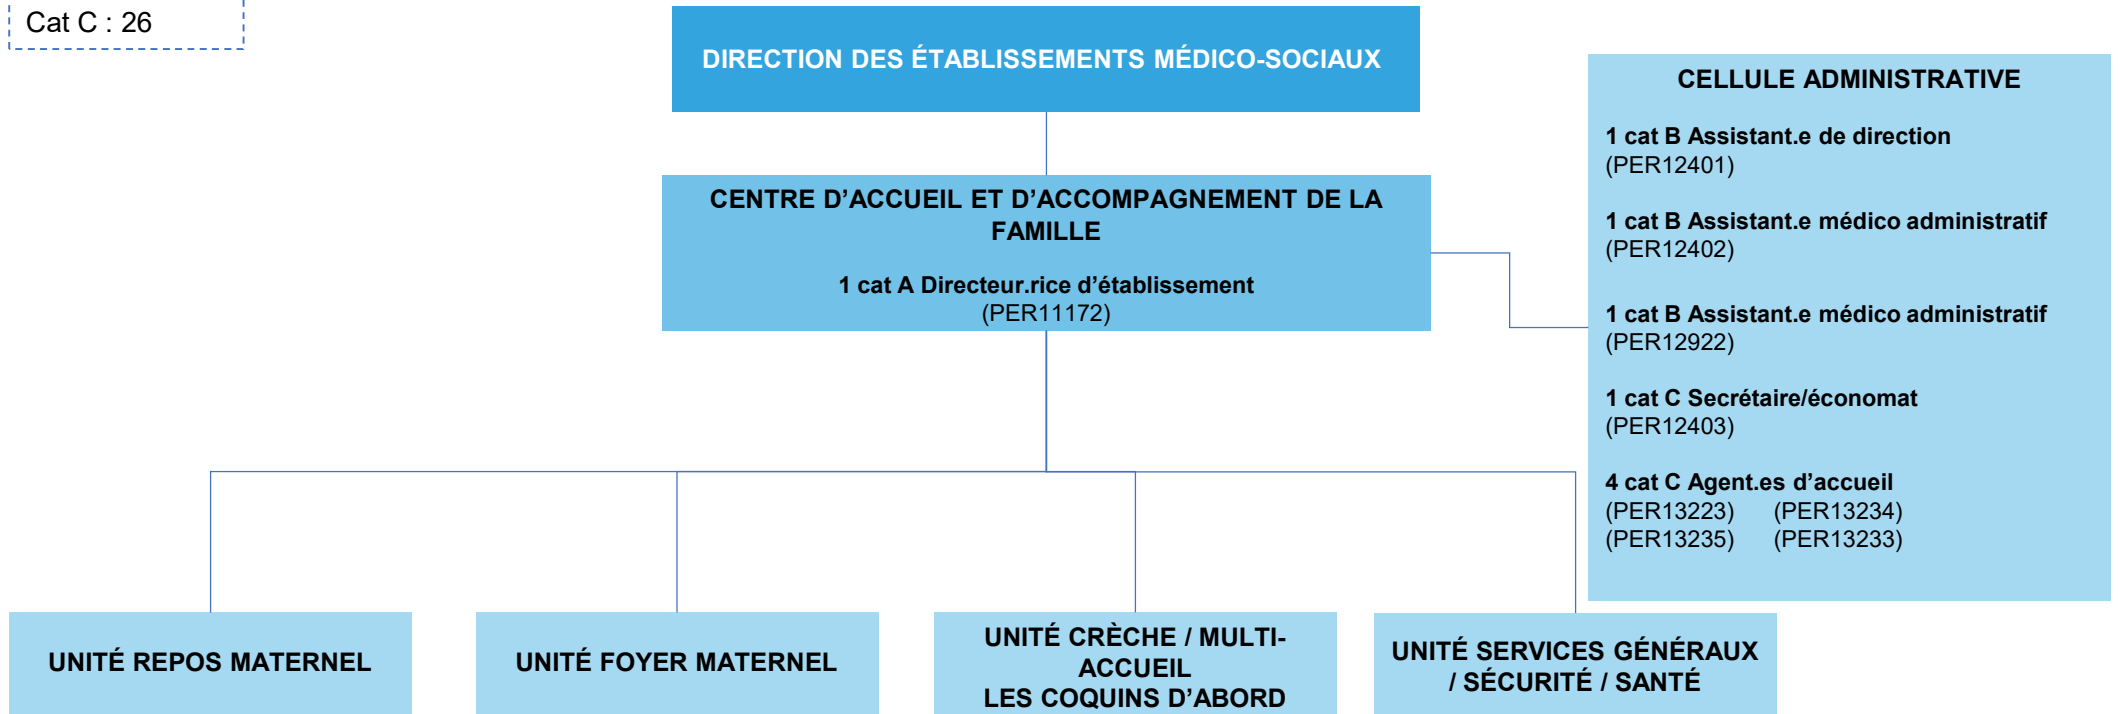 Cat C : 26
DIRECTION DES ÉTABLISSEMENTS MÉDICO-SOCIAUX
CENTRE D’ACCUEIL ET D’ACCOMPAGNEMENT DE LA
FAMILLE
1 cat A Directeur.rice d’établissement
(PER11172)
CELLULE ADMINISTRATIVE
1 cat B Assistant.e de direction
(PER12401)
1 cat B Assistant.e médico administratif
(PER12402)
1 cat B Assistant.e médico administratif
(PER12922)
1 cat C Secrétaire/économat
(PER12403)
4 cat C Agent.es d’accueil
(PER13223) (PER13234)
(PER13235) (PER13233)
UNITÉ REPOS MATERNEL
UNITÉ FOYER MATERNEL
UNITÉ CRÈCHE / MULTI-
ACCUEIL
LES COQUINS D’ABORD
UNITÉ SERVICES GÉNÉRAUX
/ SÉCURITÉ / SANTÉ